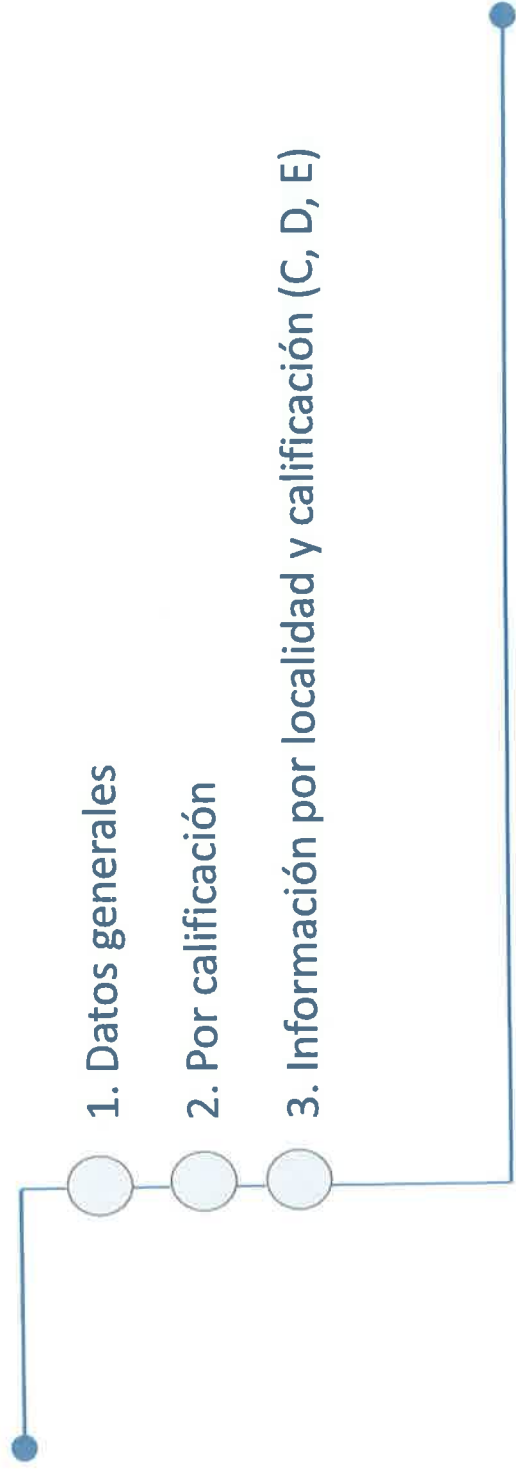 1. Datos generales
2. Por calificación
3. Información por localidad y calificación (C, D, E)